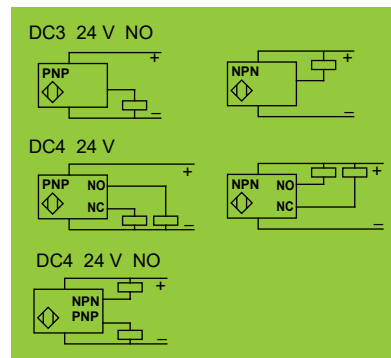 DC3 24 V NO
+ +
PNP NPN
– –
DC4 24 V
+ +
PNP NO NPN NO
NC NC
– –
DC4 24 V NO
+
NPN
PNP
–